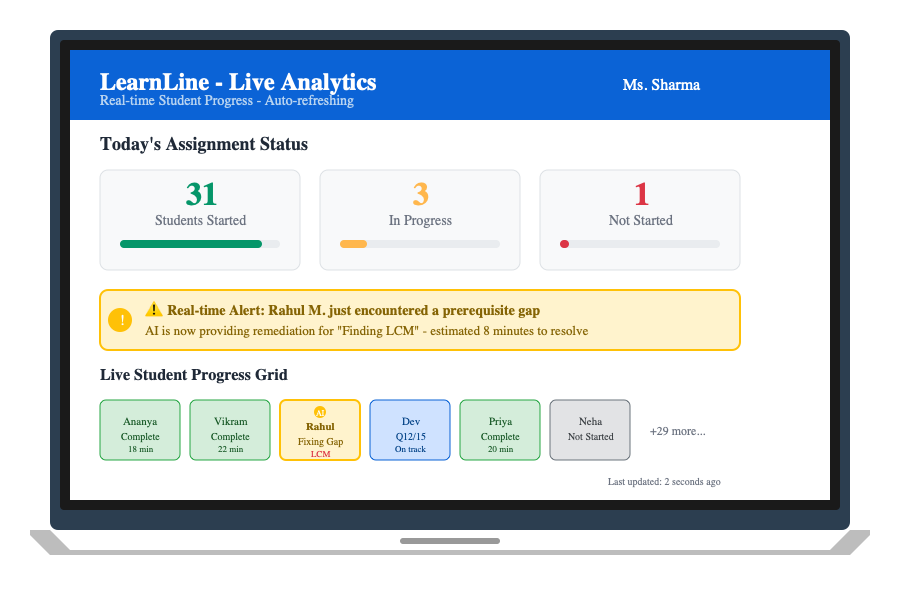 LearnLine - Live Analytics
Real-time Student Progress - Auto-refreshing
Ms. Sharma
Today's Assignment Status
31
Students Started
3
In Progress
1
Not Started
!
⚠️ Real-time Alert: Rahul M. just encountered a prerequisite gap
AI is now providing remediation for "Finding LCM" - estimated 8 minutes to resolve
Live Student Progress Grid
Ananya
Complete
18 min
Vikram
Complete
22 min
AI
Rahul
Fixing Gap
LCM
Dev
Q12/15
On track
Priya
Complete
20 min
Neha
Not Started
+29 more...
Last updated: 2 seconds ago